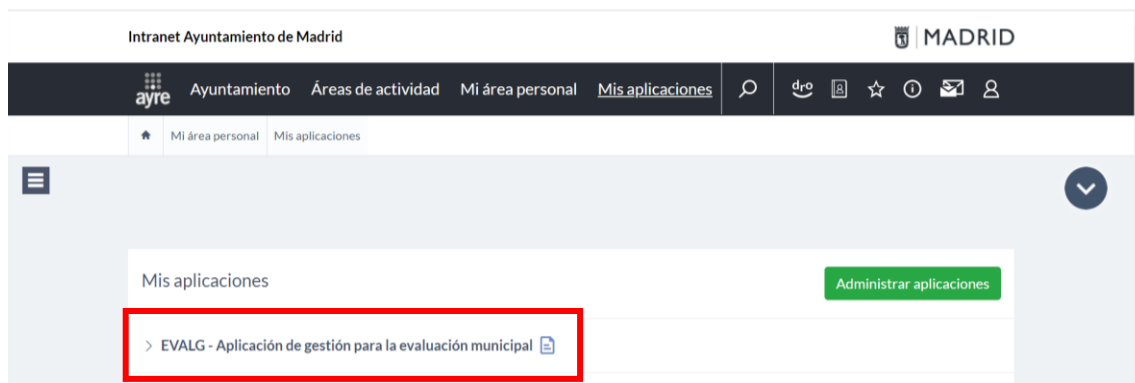 Intranet Ayuntamiento de Madrid
MADRID
ayre Ayuntamiento Áreas de actividad Mi área personal Mis aplicaciones dro
Mi área personal Mis aplicaciones
Mis aplicaciones
Administrar aplicaciones
EVALG - Aplicación de gestión para la evaluación municipal